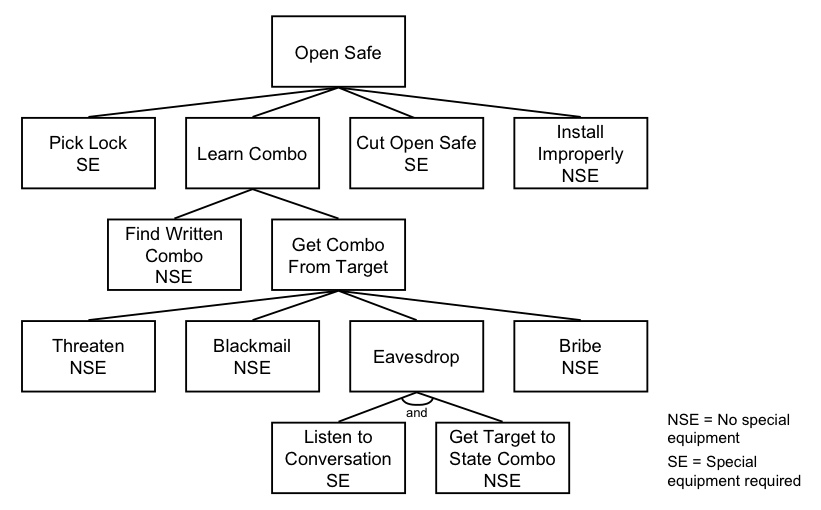 Open Safe
Pick Lock
SE
Learn Combo
Cut Open Safe
SE
Install
Improperly
NSE
Find Written
Combo
NSE
Get Combo
From Target
Threaten
NSE
Blackmail
NSE
Eavesdrop
Bribe
NSE
and
Listen to
Conversation
SE
Get Target to
State Combo
NSE
NSE = No special
equipment
SE = Special
equipment required